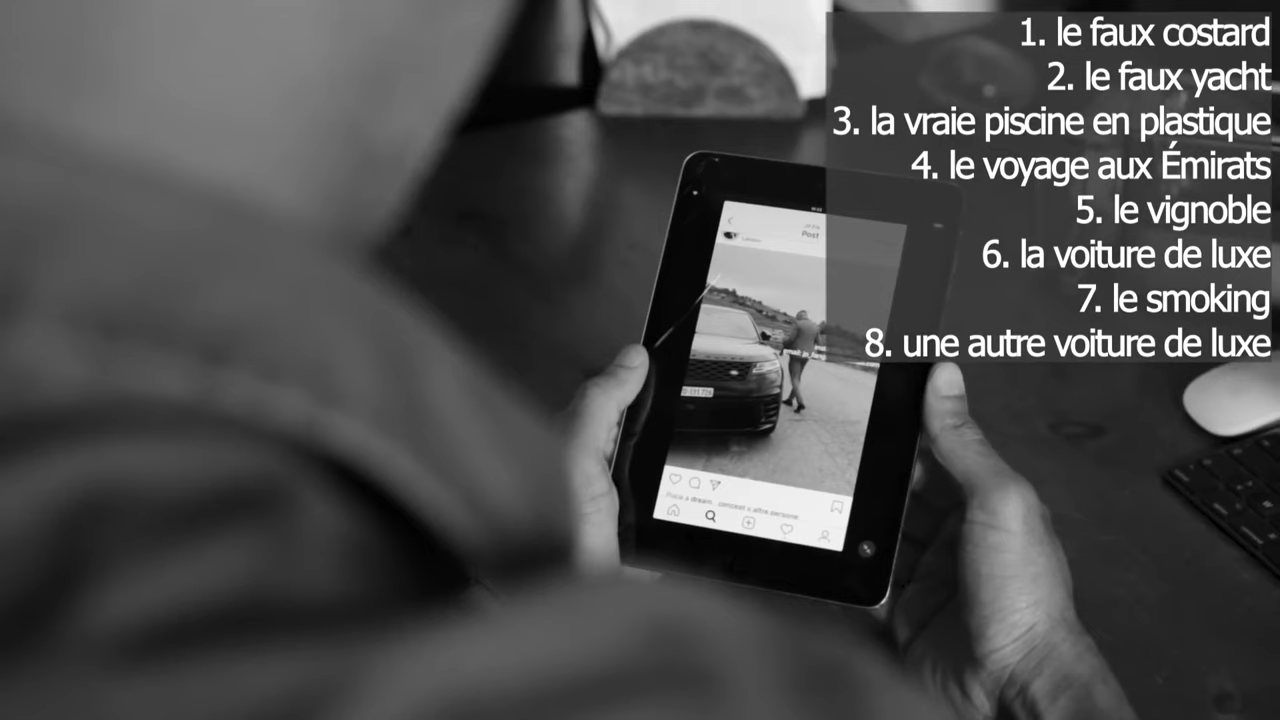 1. le faux costard
2. le faux yacht
3. la vraie piscine en plastique
4. le voyage aux Émirats
5. le vignoble
6. la voiture de luxe
7. le smoking
8. une autre voiture de luxe
Post